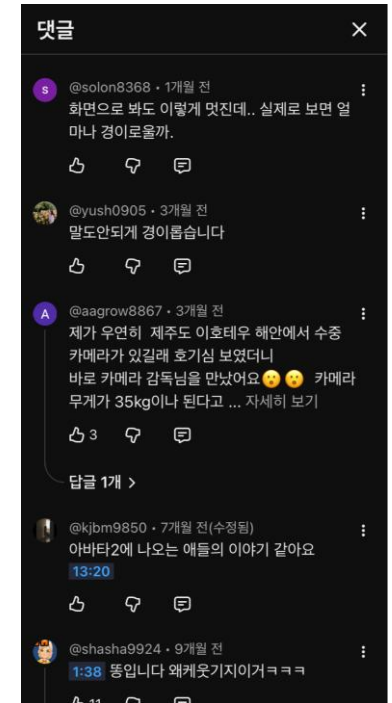 댓글
@solon8368 • 1개월 전
화면으로 봐도 이렇게 멋진데.. 실제로 보면 얼
마나 경이로울까.
@yush0905 • 3개월 전
말도안되게 경이롭습니다
A
@aagrow8867 • 3개월 전
제가 우연히 제주도 이호테우 해안에서 수중
카메라가 있길래 호기심 보였더니
바로 카메라 감독님을 만났어요😮 😮 카메라
무게가 35kg이나 된다고 ... 자세히 보기
3
답글 1개 >
@kjbm9850 • 7개월 전(수정됨)
아바타2에 나오는 애들의 이야기 같아요
13:20
@shasha9924 • 9개월 전
1:38 똥입니다 왜케웃기지이거ㅋㅋㅋ
11